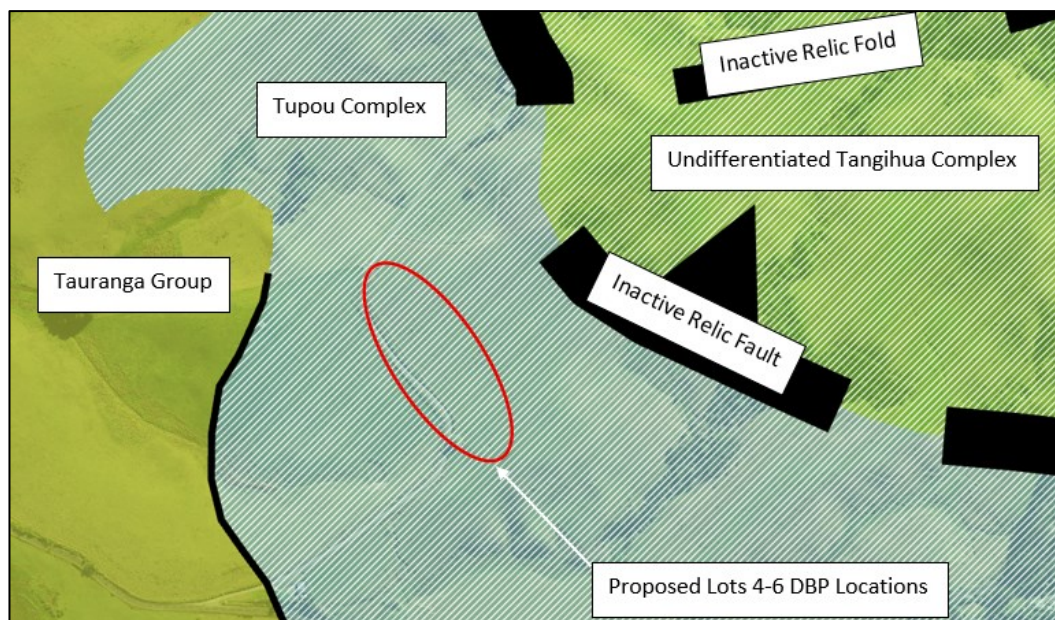 Inactive Relic Fold
Tupou Complex
Undifferentiated Tangihua Complex
Tauranga Group
Inactive Relic Fault
Proposed Lots 4-6 DBP Locations